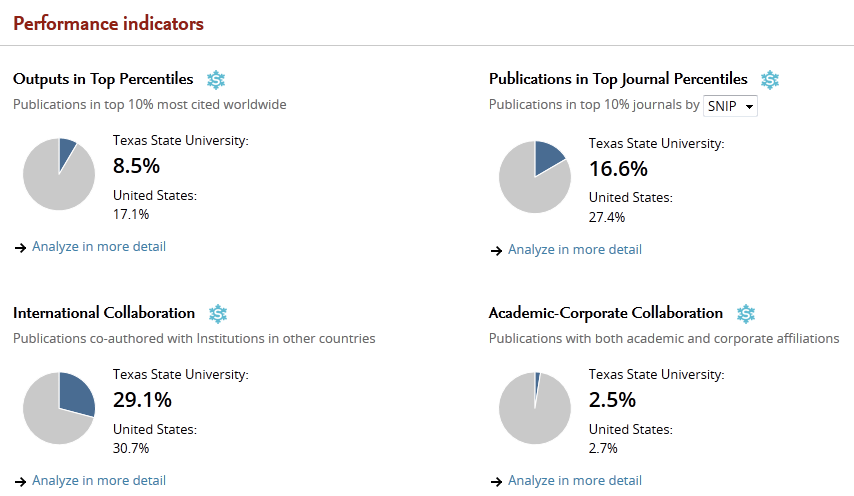 Performance indicators
Outputs in Top Percentiles
Publications in top 10% most cited worldwide
Texas State University:
8.5%
United States:
17.1%
Analyze in more detail
Publications in Top Journal Percentiles
Publications in top 10% journals by SNIP
Texas State University:
16.6%
United States:
27.4%
Analyze in more detail
International Collaboration
Publications co-authored with Institutions in other countries
Texas State University:
29.1%
United States:
30.7%
Analyze in more detail
Academic-Corporate Collaboration
Publications with both academic and corporate affiliations
Texas State University:
2.5%
United States:
2.7%
Analyze in more detail